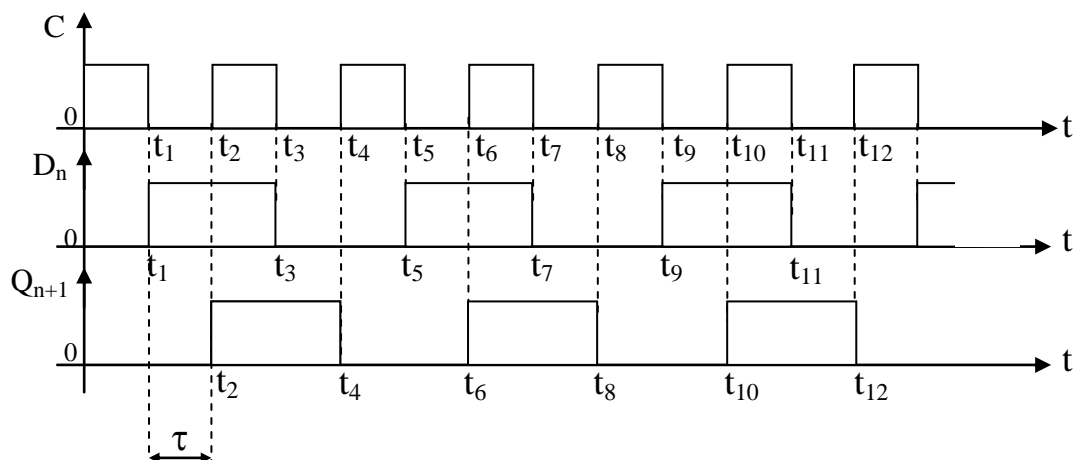 C
0
t
t₁ t₂ t₃ t₄ t₅ t₆ t₇ t₈ t₉ t₁₀ t₁₁ t₁₂
Dₙ
0
t
t₁ t₃ t₅ t₇ t₉ t₁₁
Qₙ₊₁
0
t
t₂ t₄ t₆ t₈ t₁₀ t₁₂
τ